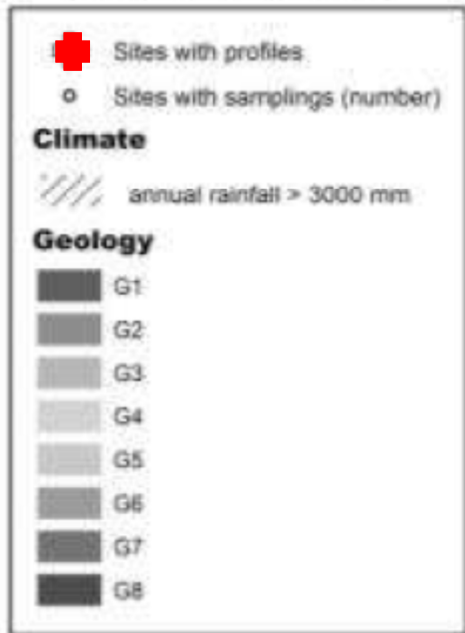 Sites with profiles
Sites with samplings (number)
Climate
annual rainfall > 3000 mm
Geology
G1
G2
G3
G4
G5
G6
G7
G8